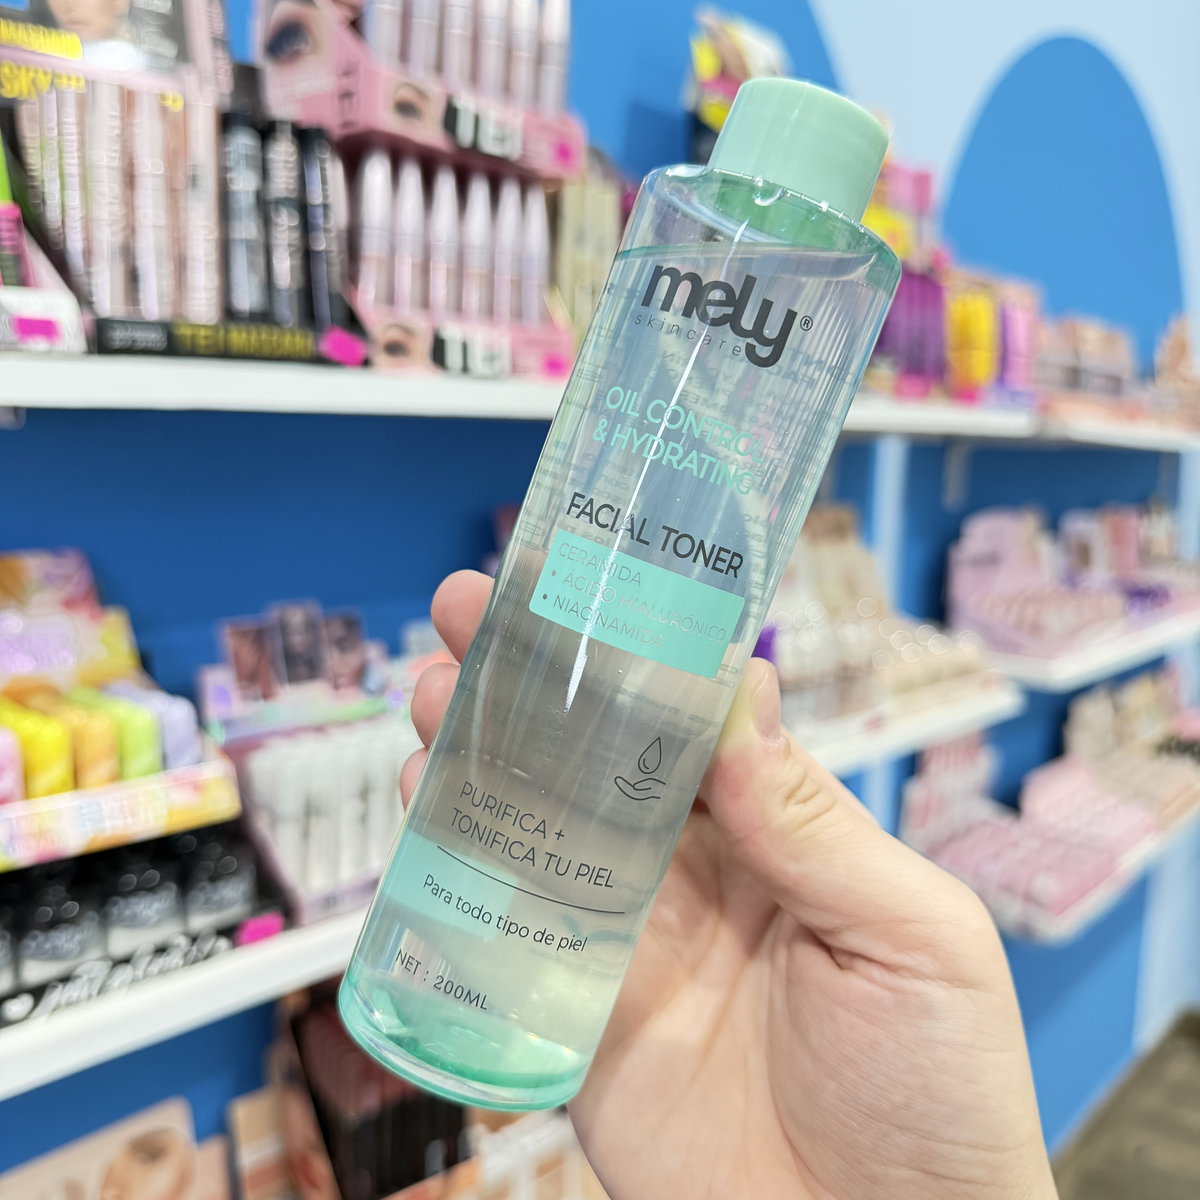 mely®
skincare
OIL CONTROL
& HYDRATING
FACIAL TONER
CERAMIDA
• ÁCIDO HIALURÓNICO
• NIACINAMIDA
PURIFICA +
TONIFICA TU PIEL
Para todo tipo de piel
NET : 200ML
SKY